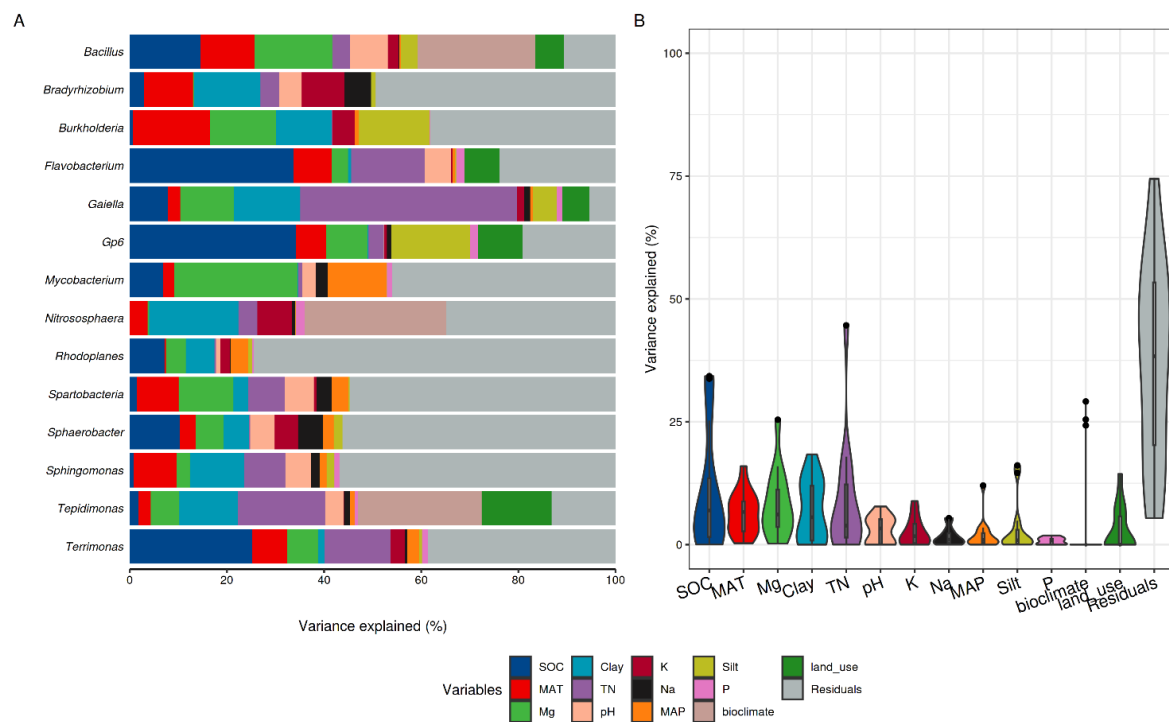 A
Bacillus
Bradyrhizobium
Burkholderia
Flavobacterium
Gaiella
Gp6
Mycobacterium
Nitrososphaera
Rhodoplanes
Spartobacteria
Sphaerobacter
Sphingomonas
Tepidimonas
Terrimonas
0 20 40 60 80 100
Variance explained (%)
B
Variance explained (%)
100
75
50
25
0
SOC MAT Mg Clay TN pH K Na MAP Silt P bioclimate land_use Residuals
Variables
SOC Clay K Silt land_use
MAT TN Na P Residuals
Mg pH MAP bioclimate